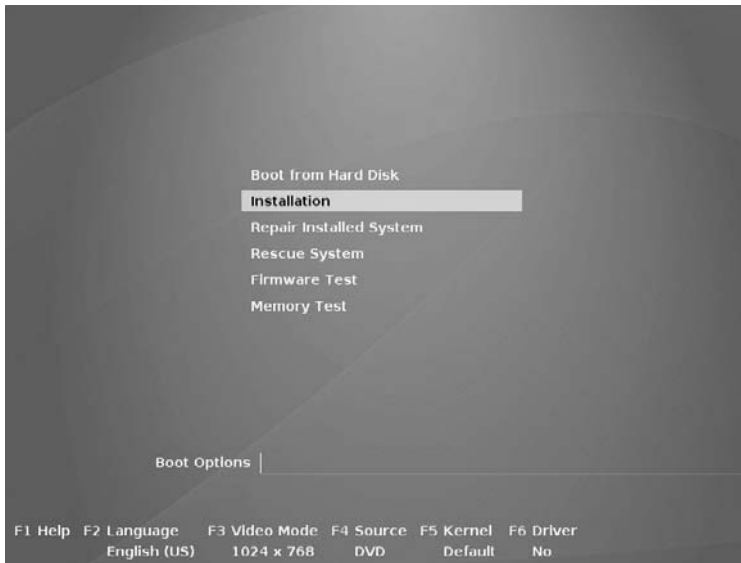 Boot from Hard Disk
Installation
Repair Installed System
Rescue System
Firmware Test
Memory Test
Boot Options
F1 Help F2 Language F3 Video Mode F4 Source F5 Kernel F6 Driver
English (US) 1024 x 768 DVD Default No